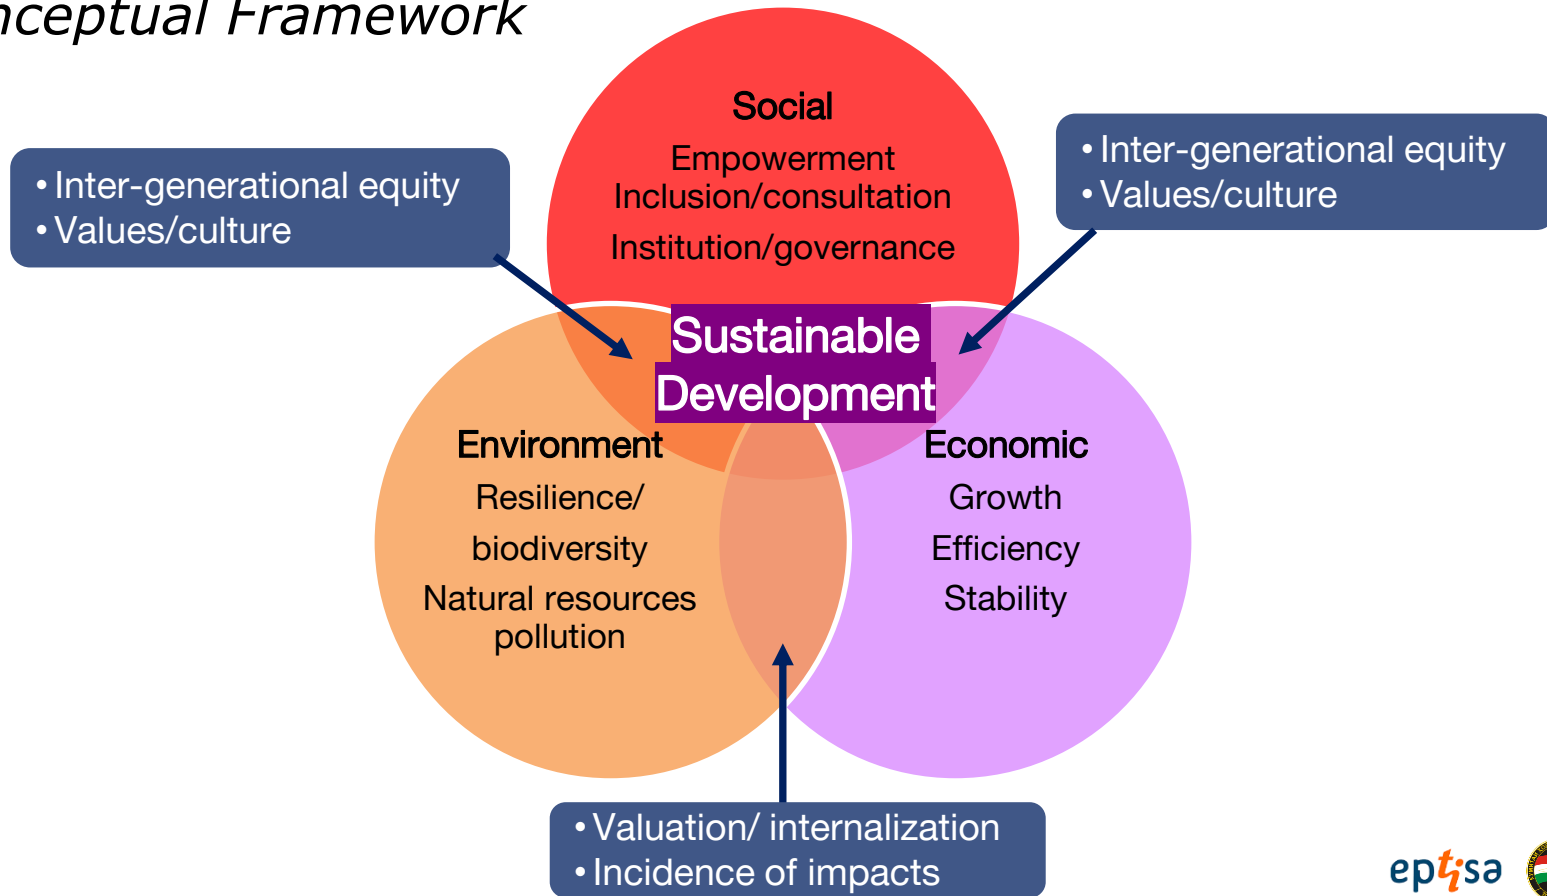 nceptual Framework
Social
Empowerment
Inclusion/consultation
Institution/governance
• Inter-generational equity
• Values/culture
• Inter-generational equity
• Values/culture
Sustainable
Development
Environment
Resilience/
biodiversity
Natural resources
pollution
Economic
Growth
Efficiency
Stability
• Valuation/ internalization
• Incidence of impacts
eptisa